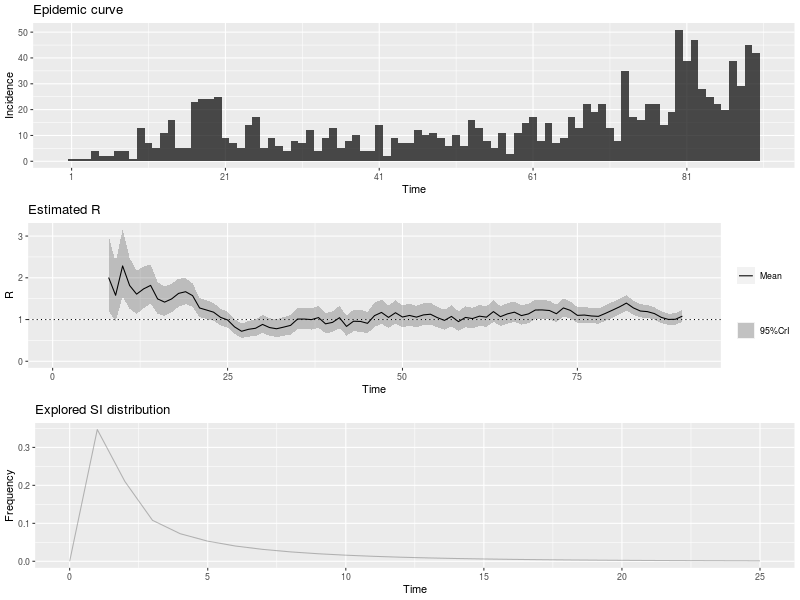 Epidemic curve
Incidence
50
40
30
20
10
0
1 21 41 61 81
Time
Estimated R
R
3
2
1
0
0 25 50 75
Time
Mean
95%CrI
Explored SI distribution
Frequency
0.3
0.2
0.1
0.0
0 5 10 15 20 25
Time